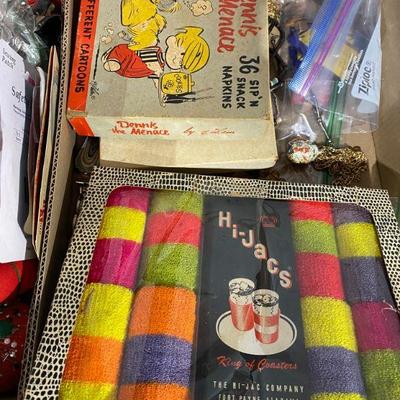 Dennis
the Menace
36 SIP'N
SNACK
NAPKINS
DIFFERENT CARTOONS
Dennis
the Menace
by
Ziploc
Hi-Jacs
King of Coasters
THE HI-JAC COMPANY
FORT PAYNE, ALABAMA